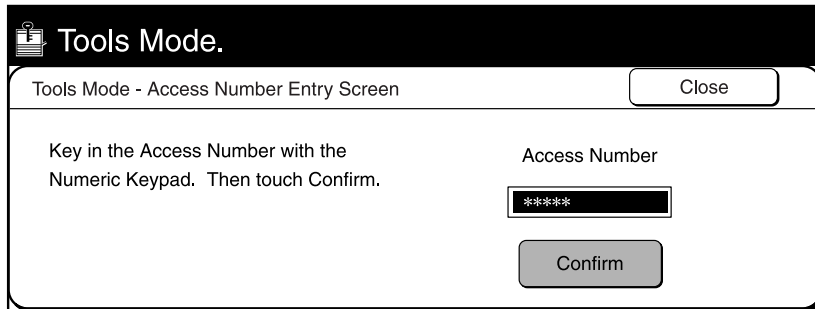 Tools Mode.
Tools Mode - Access Number Entry Screen
Close
Key in the Access Number with the
Numeric Keypad. Then touch Confirm.
Access Number
*****
Confirm